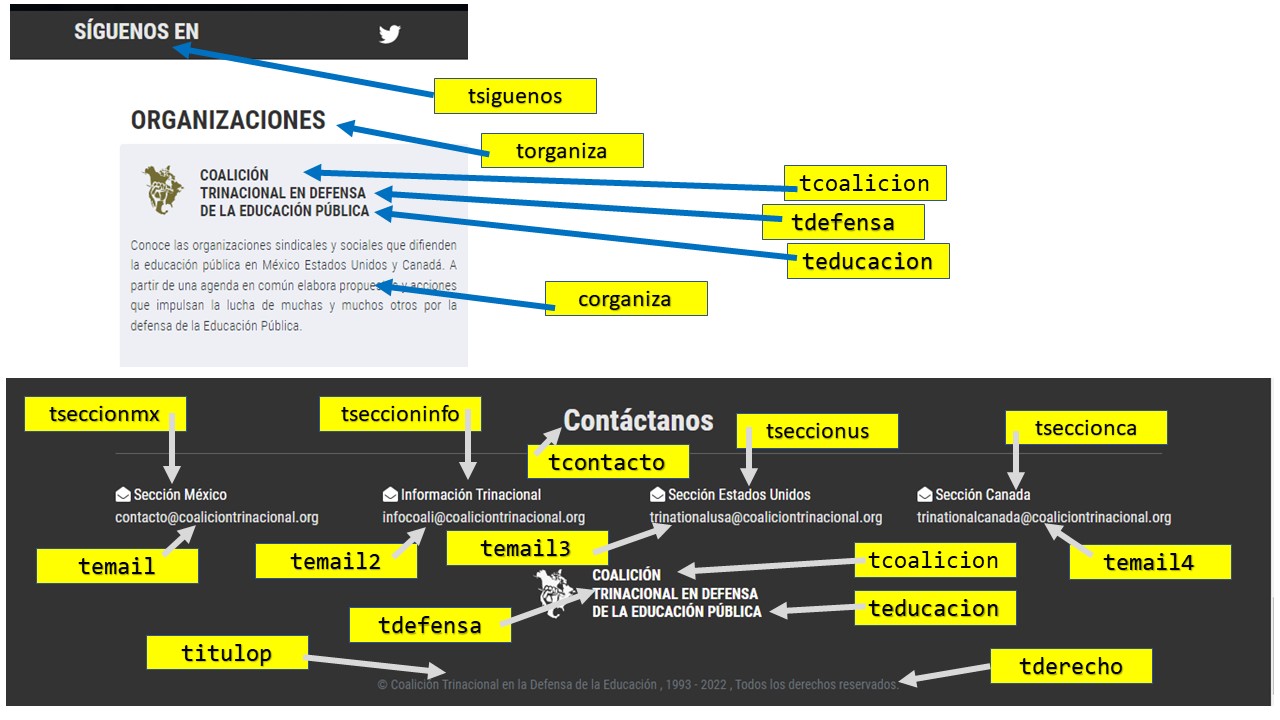 SÍGUENOS EN
tsiguenos
ORGANIZACIONES
torganiza
COALICIÓN
TRINACIONAL EN DEFENSA
DE LA EDUCACIÓN PÚBLICA
tcoalicion
tdefensa
teducacion
Conoce las organizaciones sindicales y sociales que difienden
la educación pública en México Estados Unidos y Canadá. A
partir de una agenda en común elabora propuestas y acciones
que impulsan la lucha de muchas y muchos otros por la
defensa de la Educación Pública.
corganiza
tseccionmx
tseccioninfo
Contáctanos
tseccionus
tseccionca
tcontacto
Sección México
contacto@coaliciontrinacional.org
Información Trinacional
infocoali@coaliciontrinacional.org
Sección Estados Unidos
trinationalusa@coaliciontrinacional.org
Sección Canada
trinationalcanada@coaliciontrinacional.org
temail
temail2
temail3
temail4
COALICIÓN
TRINACIONAL EN DEFENSA
DE LA EDUCACIÓN PÚBLICA
tcoalicion
teducacion
tdefensa
titulop
tderecho
© Coalición Trinacional en la Defensa de la Educación , 1993 - 2022 , Todos los derechos reservados.